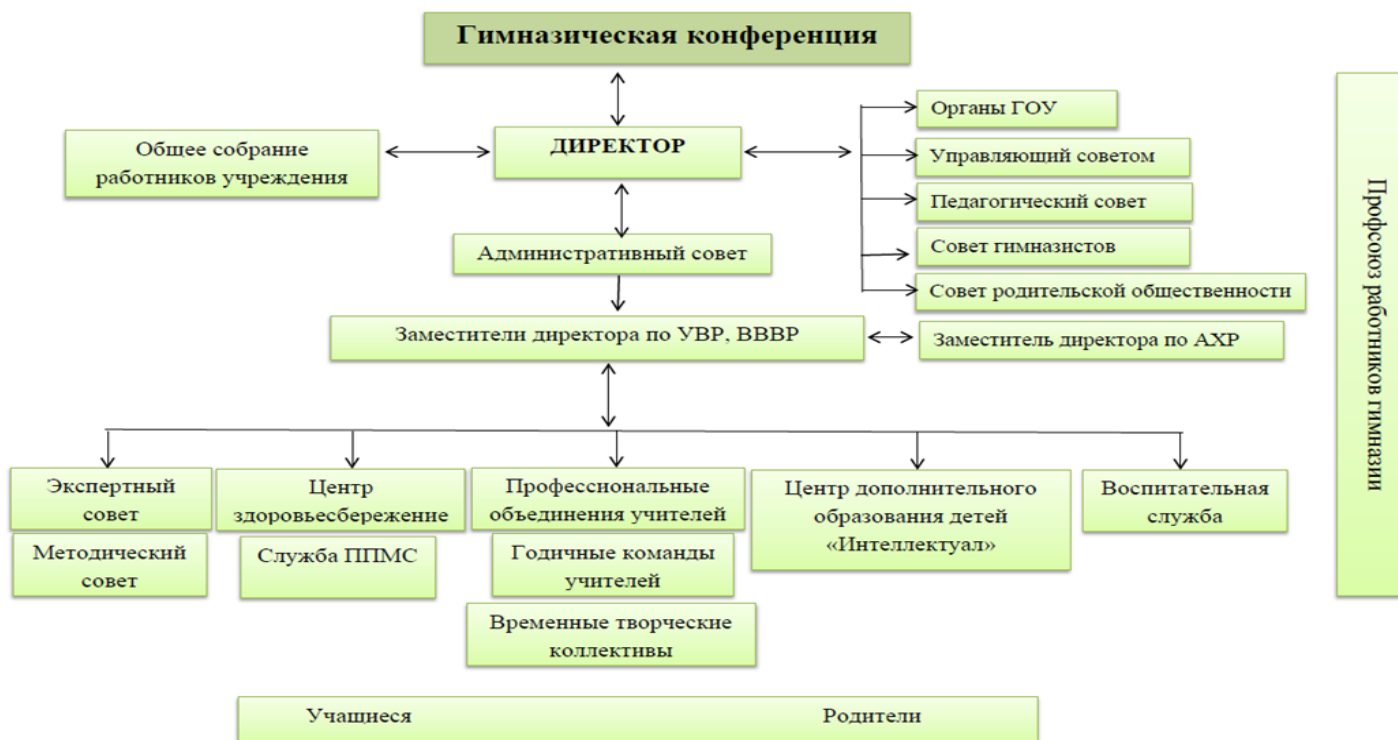 Гимназическая конференция
Общее собрание
работников учреждения
ДИРЕКТОР
Органы ГОУ
Управляющий советом
Педагогический совет
Совет гимназистов
Совет родительской общественности
Административный совет
Заместители директора по УВР, ВВВР
Заместитель директора по АХР
Профсоюз работников гимназии
Экспертный
совет
Методический
совет
Центр
здоровьесбережение
Служба ППМС
Профессиональные
объединения учителей
Годичные команды
учителей
Временные творческие
коллективы
Центр дополнительного
образования детей
«Интеллектуал»
Воспитательная
служба
Учащиеся
Родители